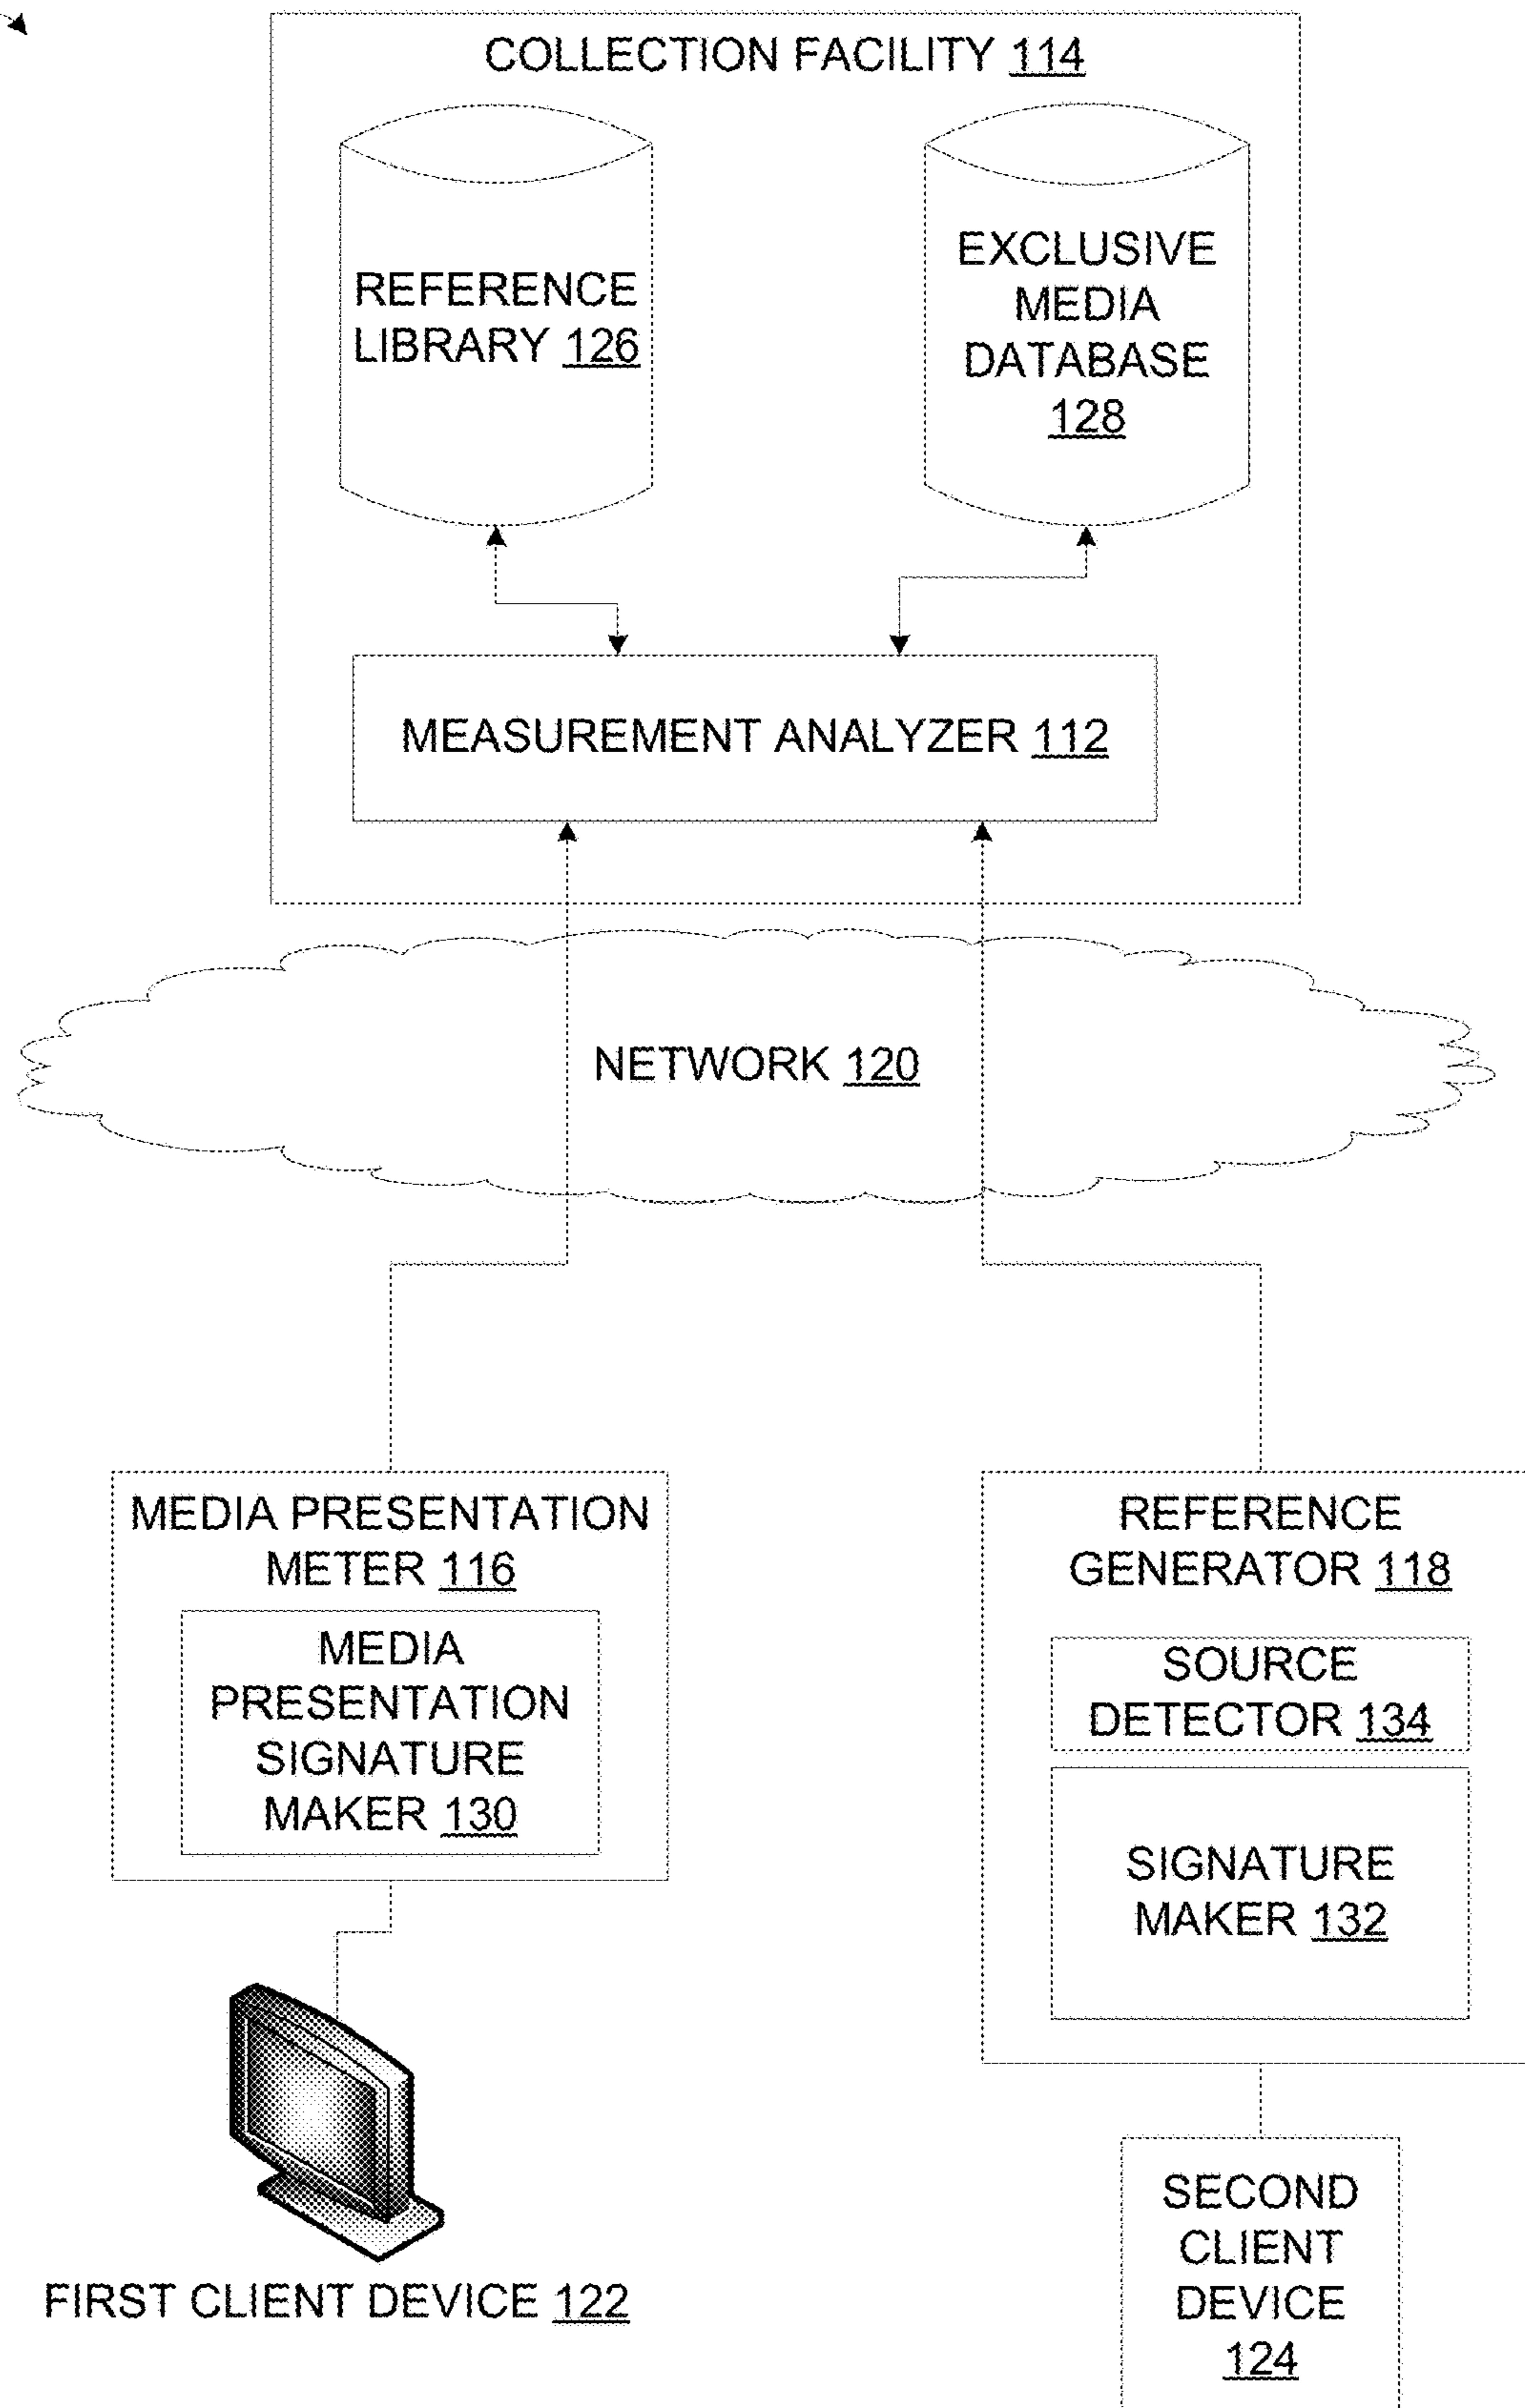 COLLECTION FACILITY 114
REFERENCE
LIBRARY 126
EXCLUSIVE
MEDIA
DATABASE
128
MEASUREMENT ANALYZER 112
NETWORK 120
MEDIA PRESENTATION
METER 116
MEDIA
PRESENTATION
SIGNATURE
MAKER 130
FIRST CLIENT DEVICE 122
REFERENCE
GENERATOR 118
SOURCE
DETECTOR 134
SIGNATURE
MAKER 132
SECOND
CLIENT
DEVICE
124